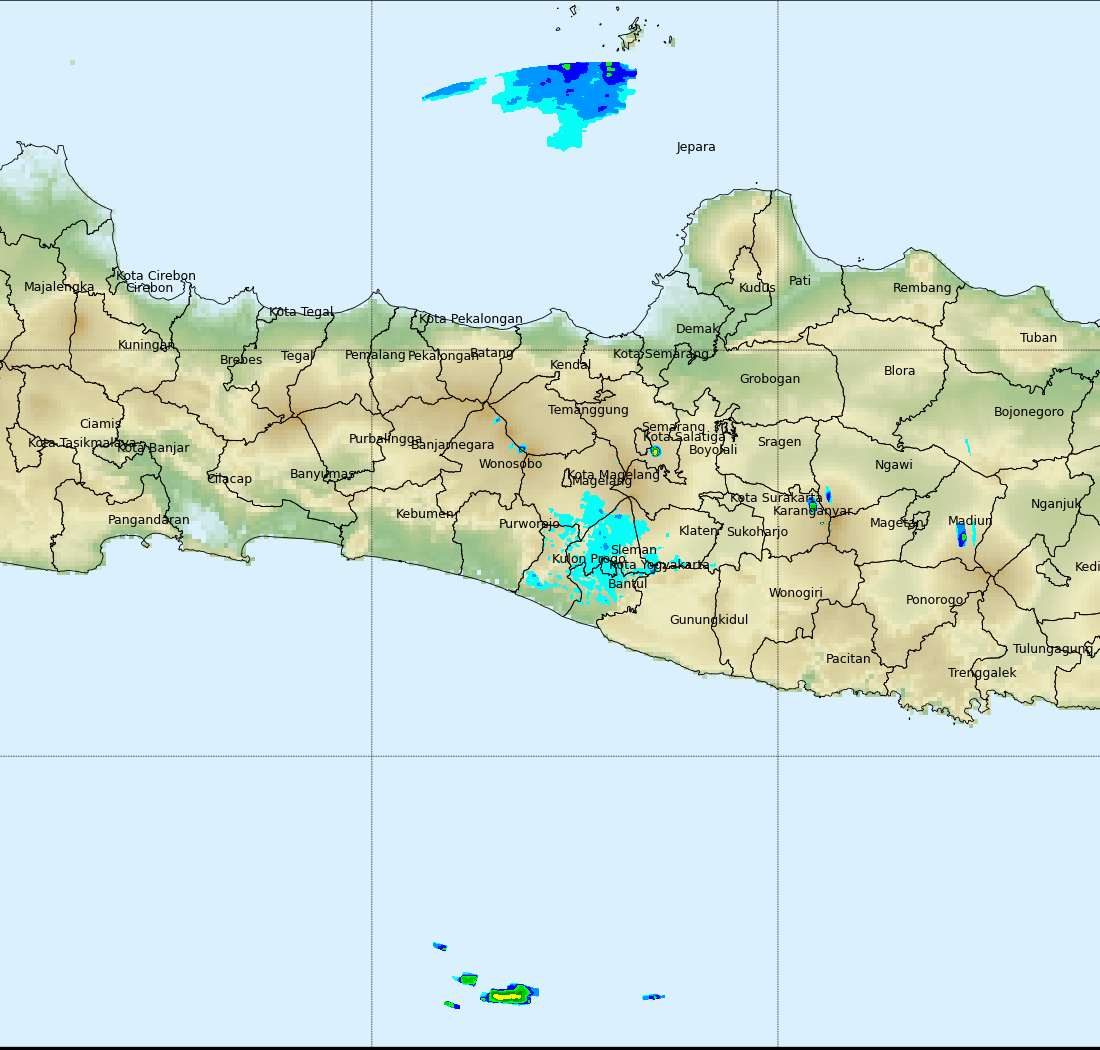 Jepara
Kota Cirebon
Majalengka
Cirebon
Kudus
Pati
Rembang
Kota Tegal
Kota Pekalongan
Demak
Tuban
Kuningan
Brebes
Tegal
Pemalang
Pekalongan
Batang
Kota Semarang
Kendal
Blora
Grobogan
Temanggung
Bojonegoro
Ciamis
Semarang
Kota Tasikmalaya
Kota Banjar
Purbalingga
Banjarnegara
Kota Salatiga
Boyolali
Sragen
Wonosobo
Ngawi
Cilacap
Banyumas
Kota Magelang
Magelang
Kota Surakarta
Karanganyar
Nganjuk
Pangandaran
Kebumen
Purworejo
Magetan
Madiun
Klaten
Sukoharjo
Sleman
Kulon Progo
Kota Yogyakarta
Kedi
Bantul
Wonogiri
Ponorogo
Gunungkidul
Tulungagung
Pacitan
Trenggalek